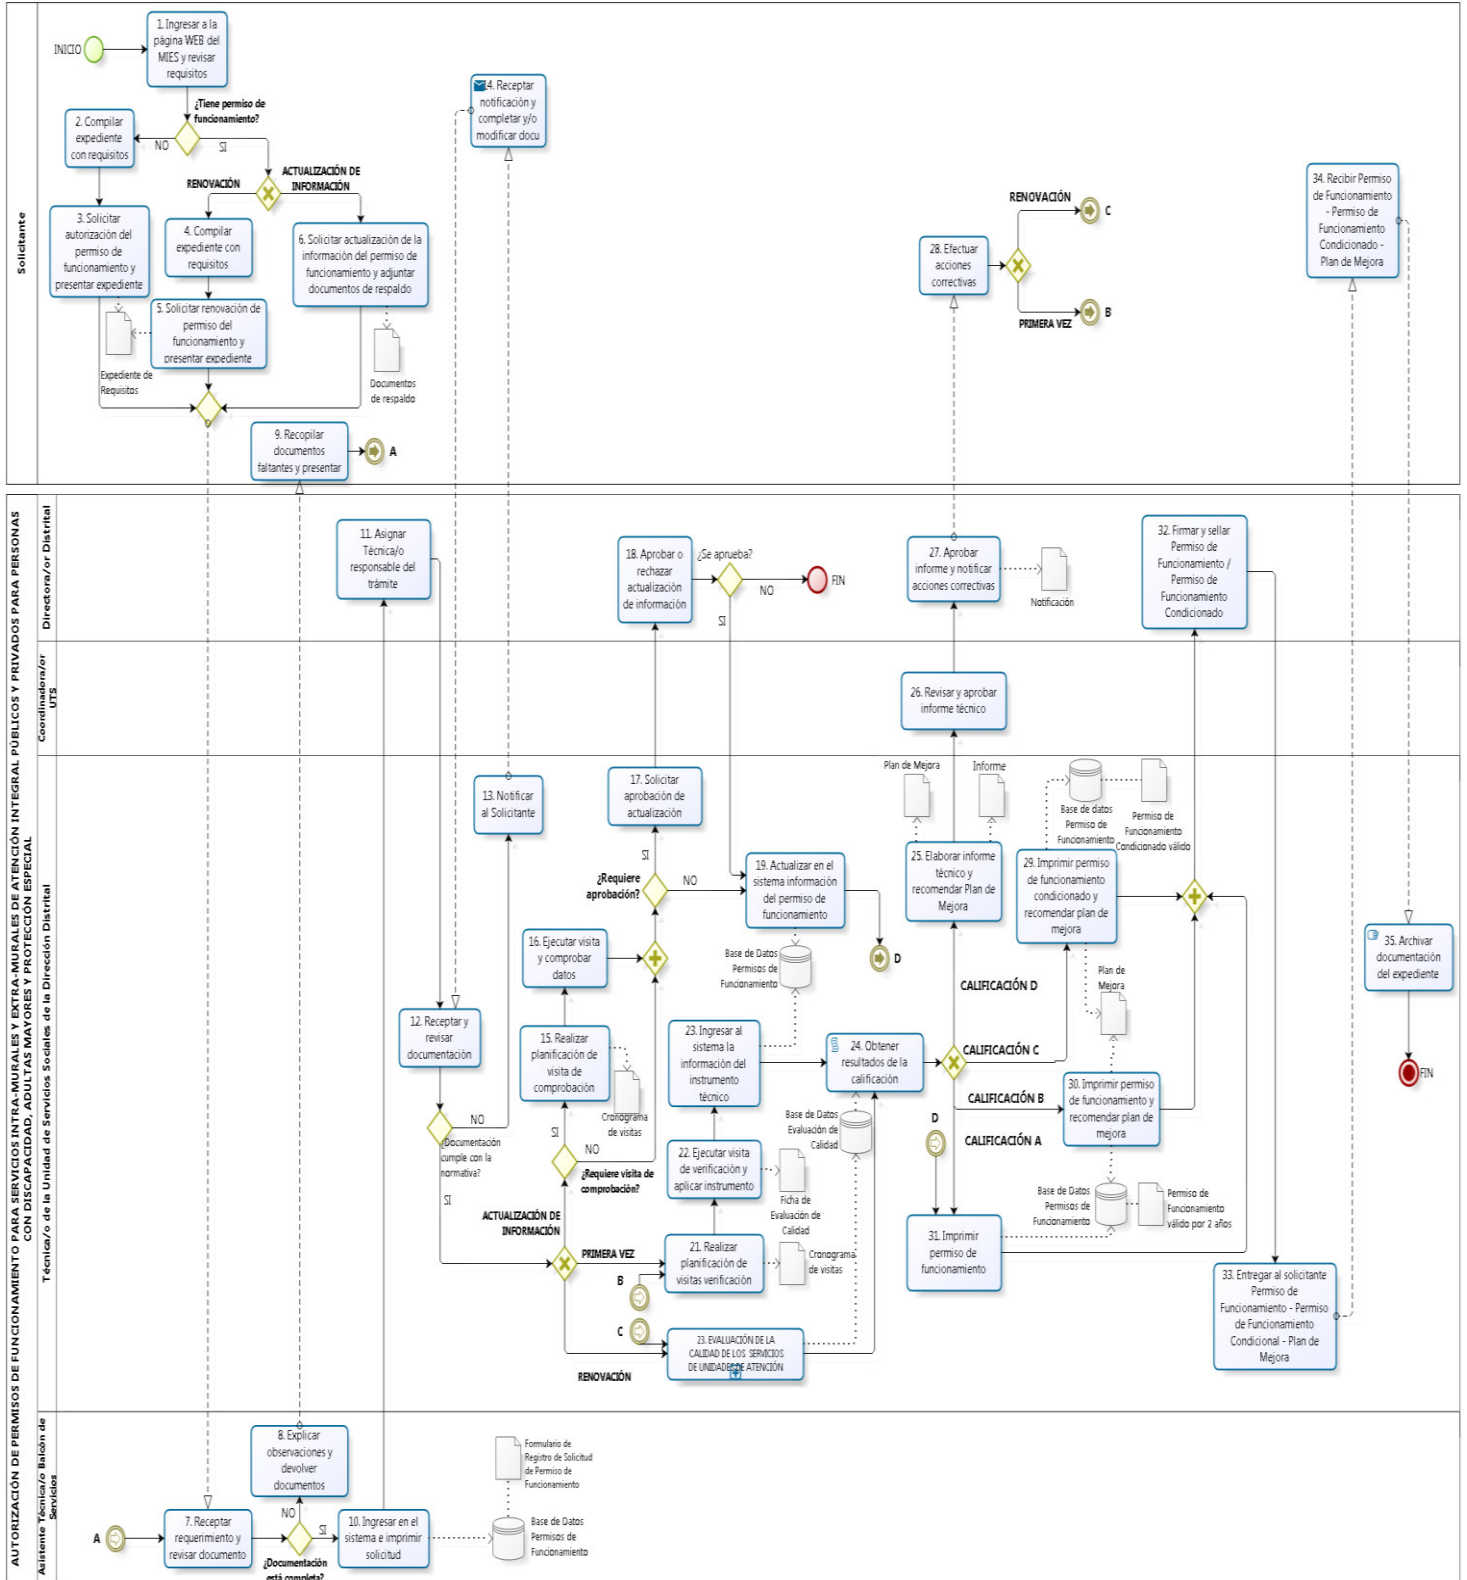 Solicitante
INICIO
1. Ingresar a la
página WEB del
MIES y revisar
requisitos
¿Tiene permiso de
funcionamiento?
NO
SI
2. Compilar
expediente
con requisitos
RENOVACIÓN
ACTUALIZACIÓN DE
INFORMACIÓN
3. Solicitar
autorización del
permiso de
funcionamiento y
presentar expediente
4. Compilar
expediente con
requisitos
5. Solicitar renovación de
permiso del
funcionamiento y
presentar expediente
6. Solicitar actualización de la
información del permiso de
funcionamiento y adjuntar
documentos de respaldo
Expediente de
Requisitos
Documentos
de respaldo
9. Recopilar
documentos
faltantes y presentar
A
14. Receptar
notificación y
completar y/o
modificar docu
28. Efectuar
acciones
correctivas
RENOVACIÓN
C
PRIMERA VEZ
B
34. Recibir Permiso
de Funcionamiento
- Permiso de
Funcionamiento
Condicionado -
Plan de Mejora
AUTORIZACIÓN DE PERMISOS DE FUNCIONAMIENTO PARA SERVICIOS INTRA-MURALES Y EXTRA-MURALES DE ATENCIÓN INTEGRAL PÚBLICOS Y PRIVADOS PARA PERSONAS
CON DISCAPACIDAD, ADULTAS MAYORES Y PROTECCIÓN ESPECIAL
Directora/or Distrital
11. Asignar
Técnica/o
responsable del
trámite
18. Aprobar o
rechazar
actualización
de información
¿Se aprueba?
NO
FIN
SI
27. Aprobar
informe y notificar
acciones correctivas
Notificación
32. Firmar y sellar
Permiso de
Funcionamiento /
Permiso de
Funcionamiento
Condicionado
Coordinadora/or
UTS
26. Revisar y aprobar
informe técnico
Técnica/o de la Unidad de Servicios Sociales de la Dirección Distrital
13. Notificar
al Solicitante
17. Solicitar
aprobación de
actualización
SI
¿Requiere
aprobación?
NO
16. Ejecutar visita
y comprobar
datos
19. Actualizar en el
sistema información
del permiso de
funcionamiento
D
Base de Datos
Permisos de
Funcionamiento
Plan de Mejora
Informe
25. Elaborar informe
técnico y
recomendar Plan de
Mejora
Base de datos
Permiso de
Funcionamiento
Permiso de
Funcionamiento
Condicionado válido
29. Imprimir permiso
de funcionamiento
condicionado y
recomendar plan de
mejora
35. Archivar
documentación
del expediente
FIN
12. Receptar y
revisar
documentación
NO
¿Documentación
cumple con la
normativa?
SI
15. Realizar
planificación de
visita de
comprobación
Cronograma
de visitas
SI
NO
¿Requiere visita de
comprobación?
23. Ingresar al
sistema la
información del
instrumento
técnico
24. Obtener
resultados de la
calificación
Base de Datos
Evaluación de
Calidad
CALIFICACIÓN D
CALIFICACIÓN C
CALIFICACIÓN B
CALIFICACIÓN A
Plan de
Mejora
30. Imprimir permiso
de funcionamiento y
recomendar plan de
mejora
D
22. Ejecutar visita
de verificación y
aplicar instrumento
Ficha de
Evaluación de
Calidad
Base de Datos
Permisos de
Funcionamiento
Permiso de
Funcionamiento
válido por 2 años
ACTUALIZACIÓN DE
INFORMACIÓN
PRIMERA VEZ
21. Realizar
planificación de
visitas verificación
Cronograma
de visitas
B
C
23. EVALUACIÓN DE LA
CALIDAD DE LOS SERVICIOS
DE UNIDADES DE ATENCIÓN
RENOVACIÓN
31. Imprimir
permiso de
funcionamiento
33. Entregar al solicitante
Permiso de
Funcionamiento - Permiso
de Funcionamiento
Condicional - Plan de
Mejora
Asistente Técnica/o Balcón de
Servicios
8. Explicar
observaciones y
devolver
documentos
NO
A
7. Receptar
requerimiento y
revisar documento
SI
¿Documentación
está completa?
10. Ingresar en el
sistema e imprimir
solicitud
Formulario de
Registro de Solicitud
de Permiso de
Funcionamiento
Base de Datos
Permisos de
Funcionamiento